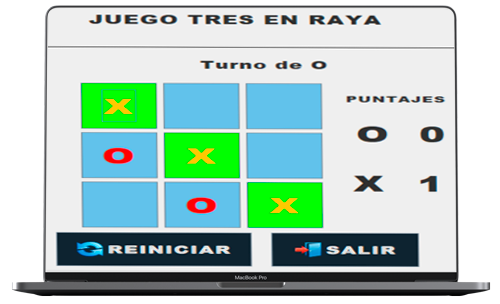 JUEGO TRES EN RAYA
Turno de O
PUNTAJES
X
O 0
O X
X 1
O X
REINICIAR SALIR
MacBook Pro